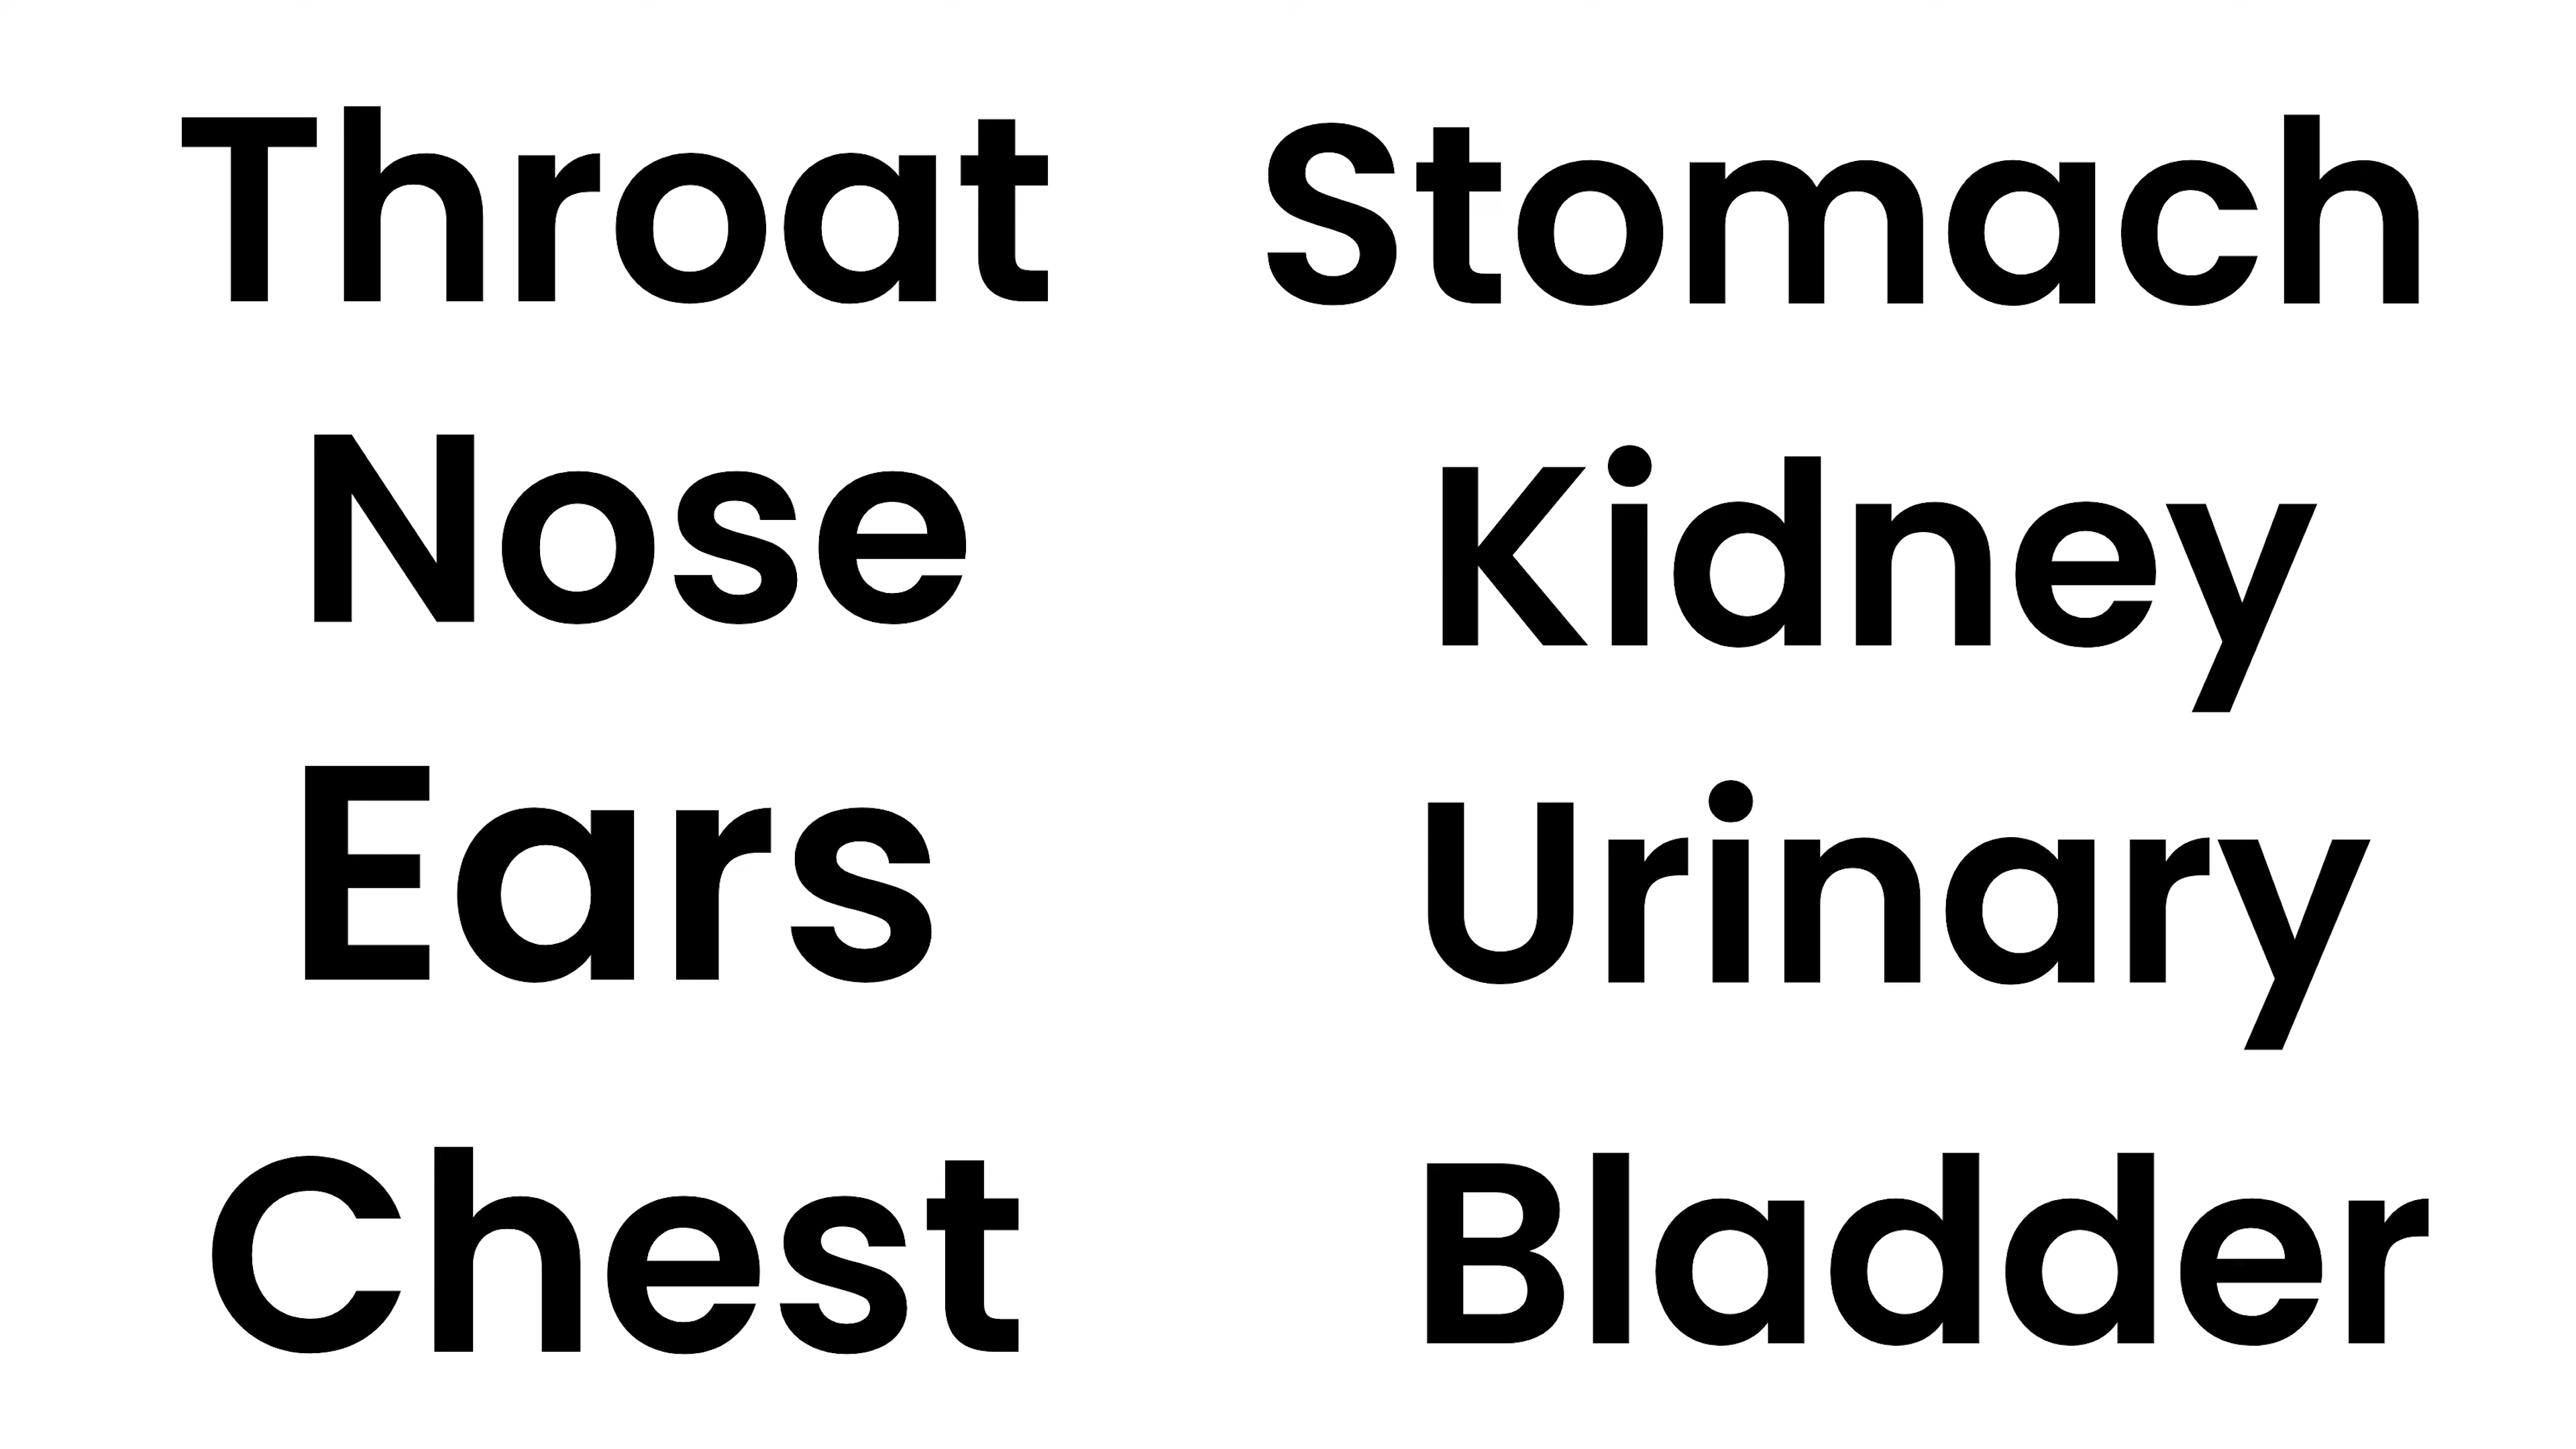 Throat
Nose
Ears
Chest
Stomach
Kidney
Urinary
Bladder